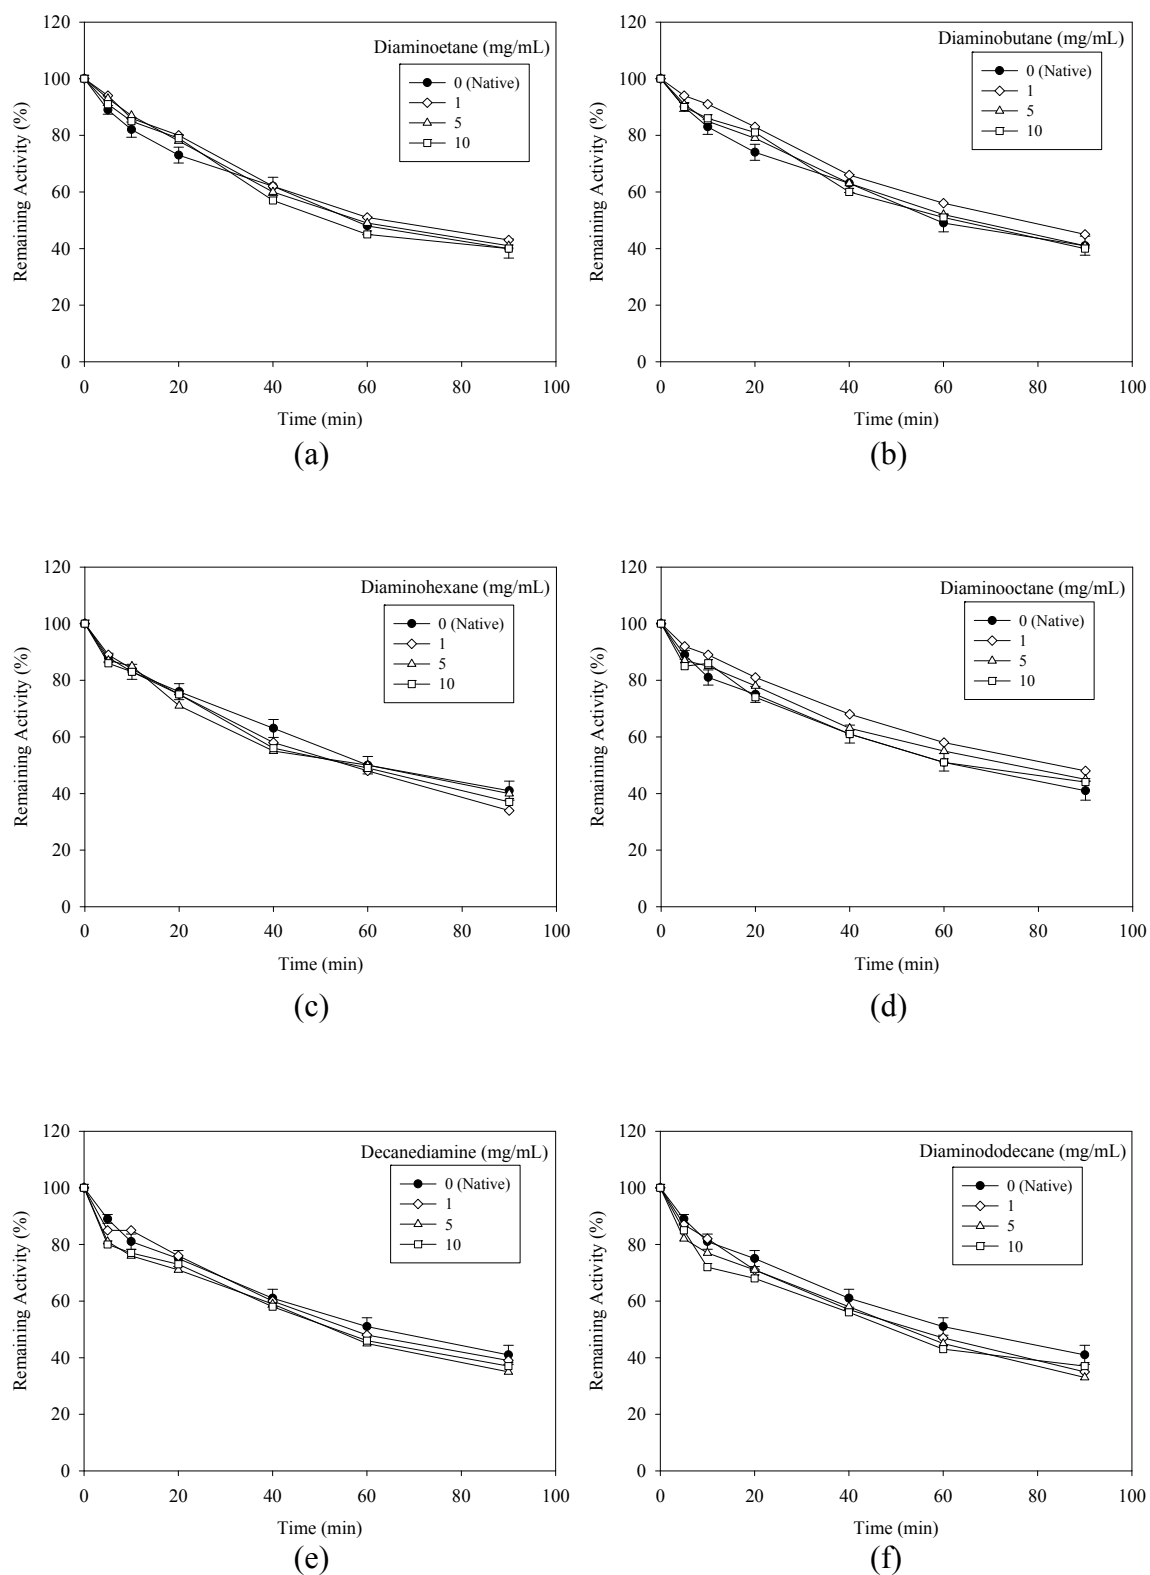 120
100
80
60
40
20
0
Remaining Activity (%)
Diaminoetane (mg/mL)
0 (Native)
1
5
10
0 20 40 60 80 100
Time (min)
(a)
120
100
80
60
40
20
0
Remaining Activity (%)
Diaminobutane (mg/mL)
0 (Native)
1
5
10
0 20 40 60 80 100
Time (min)
(b)
120
100
80
60
40
20
0
Remaining Activity (%)
Diaminohexane (mg/mL)
0 (Native)
1
5
10
0 20 40 60 80 100
Time (min)
(c)
120
100
80
60
40
20
0
Remaining Activity (%)
Diaminooctane (mg/mL)
0 (Native)
1
5
10
0 20 40 60 80 100
Time (min)
(d)
120
100
80
60
40
20
0
Remaining Activity (%)
Decanediamine (mg/mL)
0 (Native)
1
5
10
0 20 40 60 80 100
Time (min)
(e)
120
100
80
60
40
20
0
Remaining Activity (%)
Diaminododecane (mg/mL)
0 (Native)
1
5
10
0 20 40 60 80 100
Time (min)
(f)